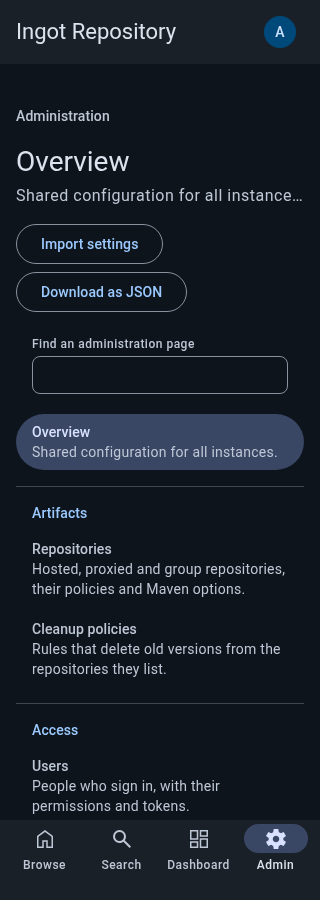 Ingot Repository
A
Administration
Overview
Shared configuration for all instance…
Import settings
Download as JSON
Find an administration page
Overview
Shared configuration for all instances.
Artifacts
Repositories
Hosted, proxied and group repositories,
their policies and Maven options.
Cleanup policies
Rules that delete old versions from the
repositories they list.
Access
Users
People who sign in, with their
permissions and tokens.
Browse
Search
Dashboard
Admin